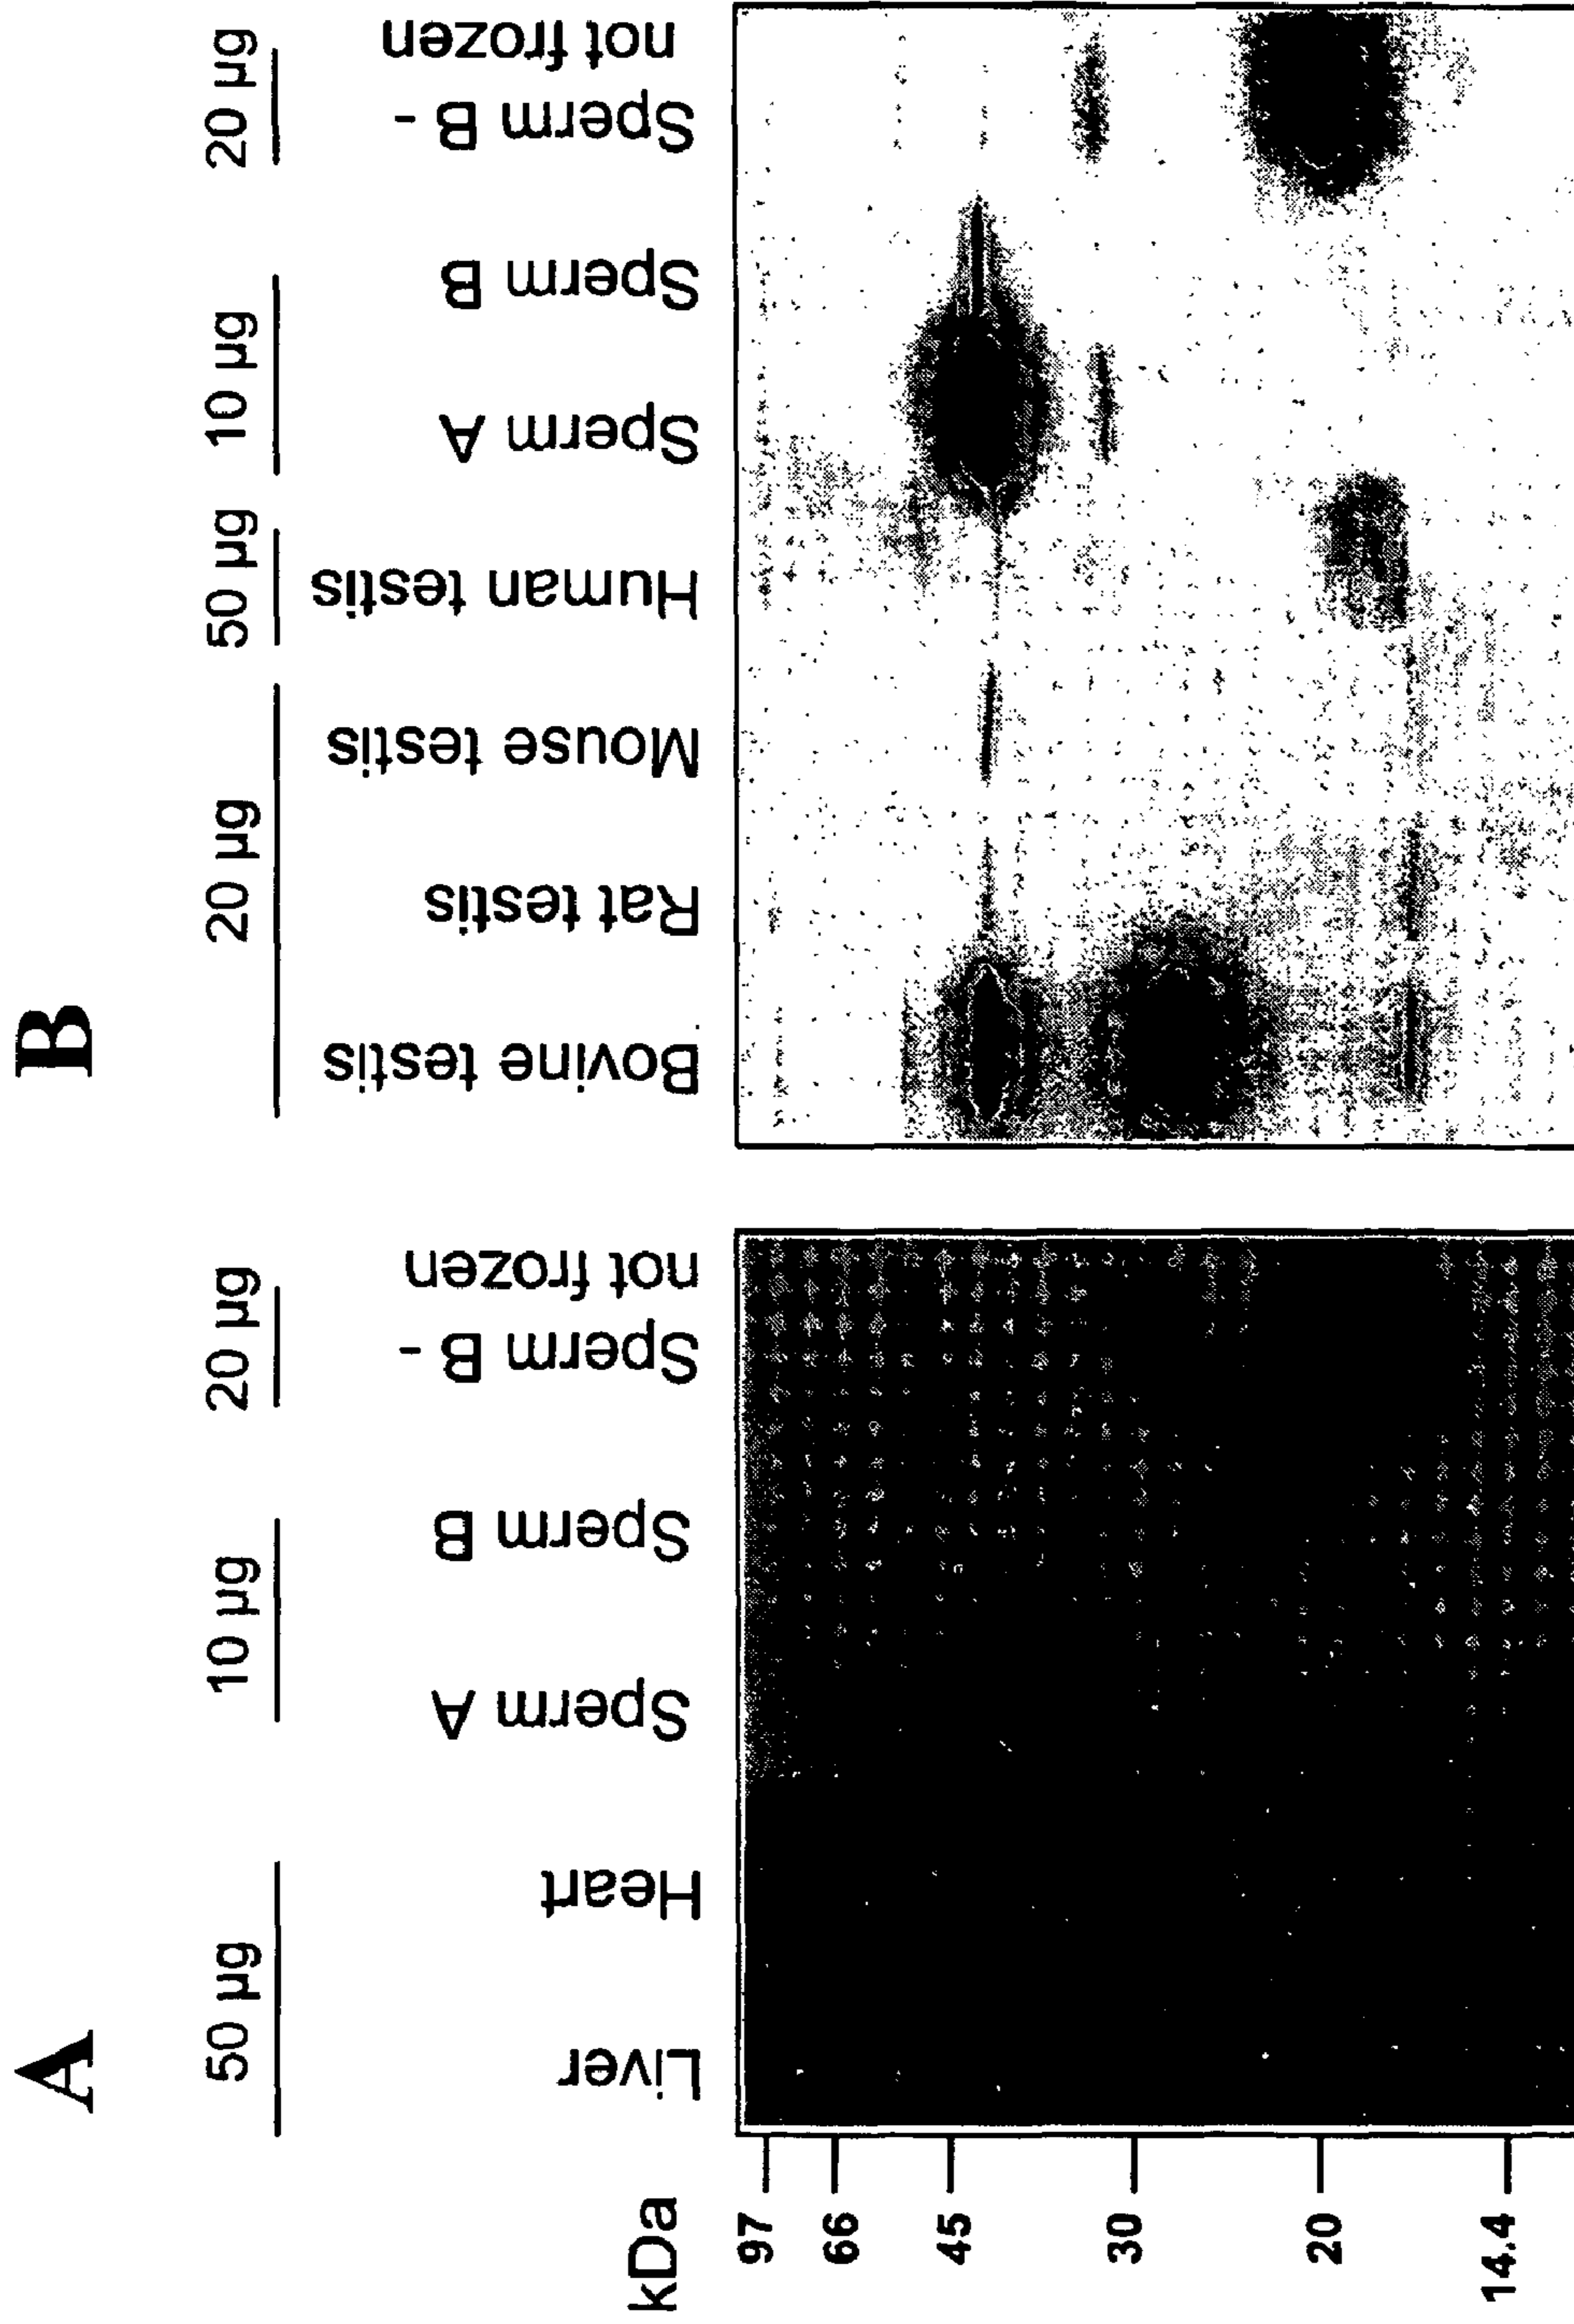 A
50 µg
10 µg
20 µg
Liver
Heart
Sperm A
Sperm B
Sperm B -
not frozen
kDa
97
66
45
30
20
14.4
B
20 µg
50 µg
10 µg
20 µg
Bovine testis
Rat testis
Mouse testis
Human testis
Sperm A
Sperm B
Sperm B -
not frozen